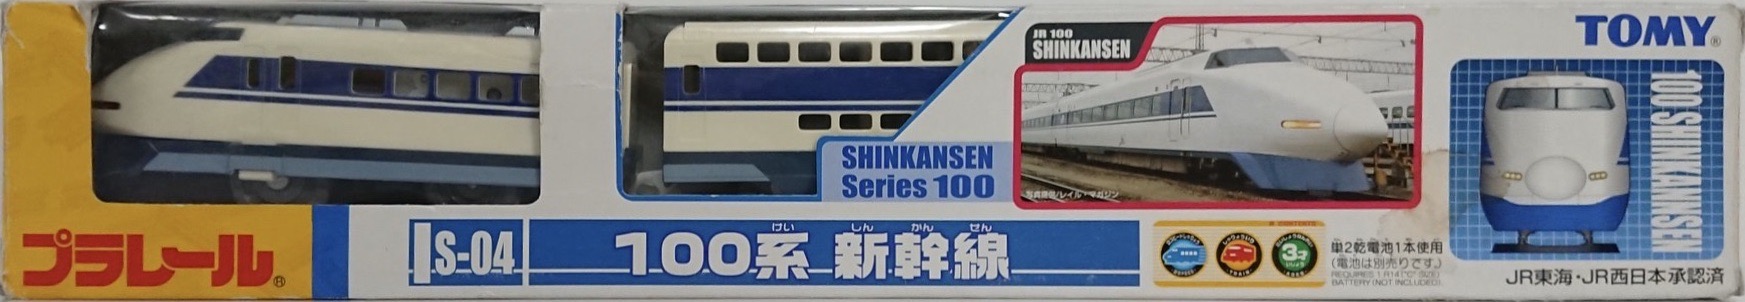 JR 100
SHINKANSEN
TOMY®
100 SHINKANSEN
SHINKANSEN
Series 100
写真提供/レイル・マガジン
プラレール®
S-04
けい しん かん せん
100系 新幹線
単2乾電池1本使用
(電池は別売りです。)
REQUIRES 1 R14("C" SIZE)
BATTERY (NOT INCLUDED).
JR東海・JR西日本承認済